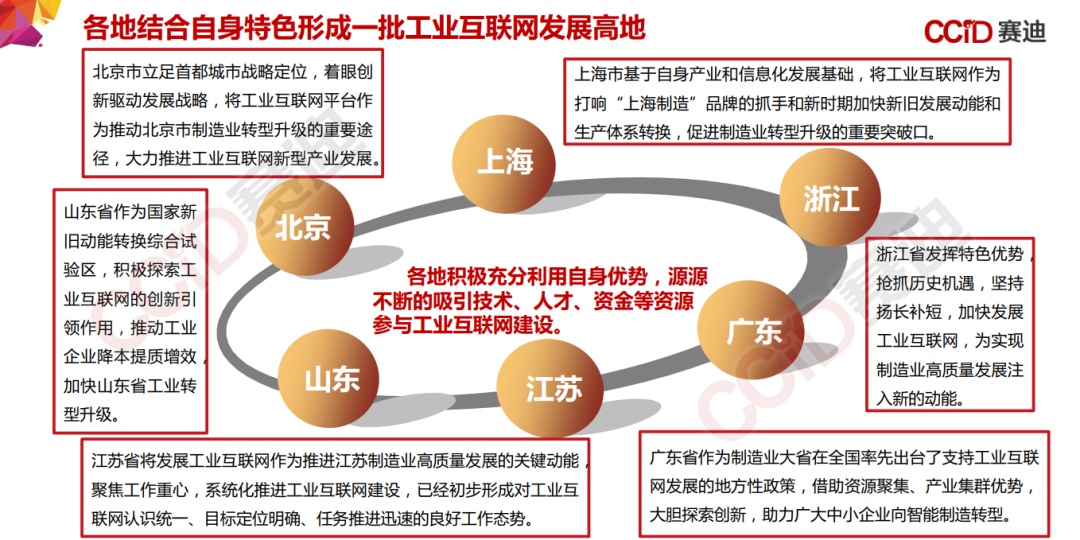 各地结合自身特色形成一批工业互联网发展高地
CCID 赛迪
北京市立足首都城市战略定位，着眼创
新驱动发展战略，将工业互联网平台作
为推动北京市制造业转型升级的重要途
径，大力推进工业互联网新型产业发展。
上海市基于自身产业和信息化发展基础，将工业互联网作为
打响“上海制造”品牌的抓手和新时期加快新旧发展动能和
生产体系转换，促进制造业转型升级的重要突破口。
上海
浙江
北京
山东省作为国家新
旧动能转换综合试
验区，积极探索工
业互联网的创新引
领作用，推动工业
企业降本提质增效，
加快山东省工业转
型升级。
各地积极充分利用自身优势，源源
不断的吸引技术、人才、资金等资源
参与工业互联网建设。
浙江省发挥特色优势，
抢抓历史机遇，坚持
扬长补短，加快发展
工业互联网，为实现
制造业高质量发展注
入新的动能。
广东
山东
江苏
江苏省将发展工业互联网作为推进江苏制造业高质量发展的关键动能，
聚焦工作重心，系统化推进工业互联网建设，已经初步形成对工业互
联网认识统一、目标定位明确、任务推进迅速的良好工作态势。
广东省作为制造业大省在全国率先出台了支持工业互联
网发展的地方性政策，借助资源聚集、产业集群优势，
大胆探索创新，助力广大中小企业向智能制造转型。
CCID赛迪
CCID赛迪